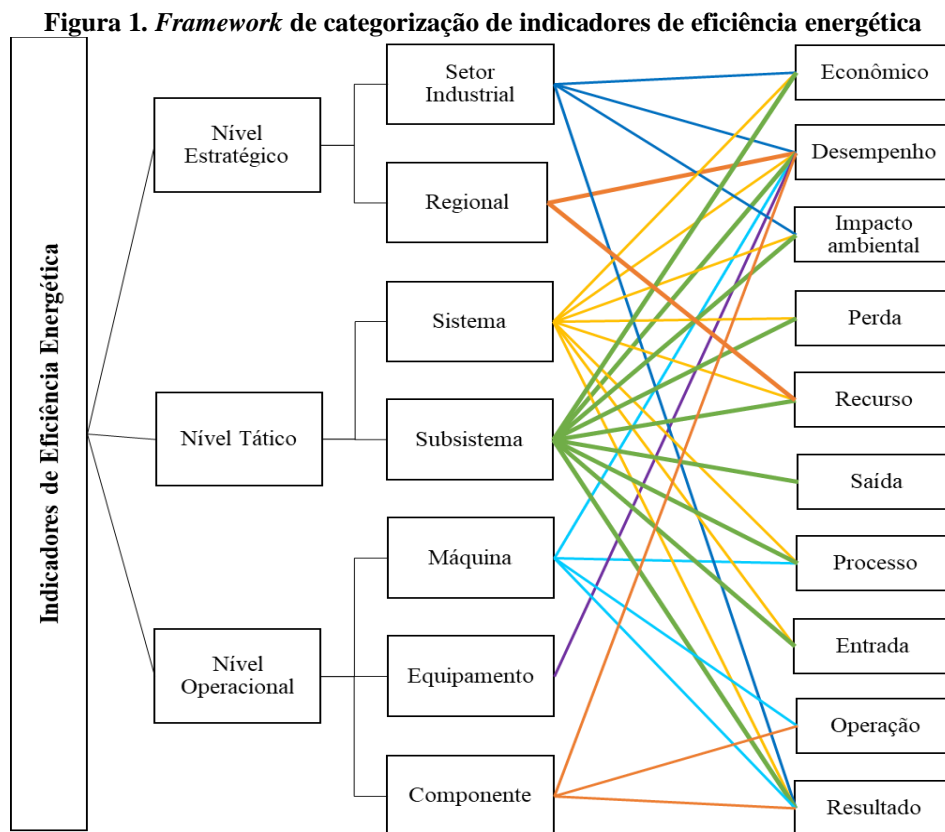 Figura 1. Framework de categorização de indicadores de eficiência energética
Indicadores de Eficiência Energética
Nível
Estratégico
Nível Tático
Nível
Operacional
Setor
Industrial
Regional
Sistema
Subsistema
Máquina
Equipamento
Componente
Econômico
Desempenho
Impacto
ambiental
Perda
Recurso
Saída
Processo
Entrada
Operação
Resultado